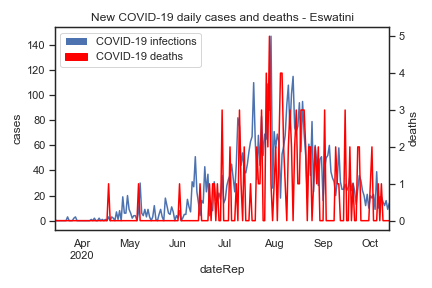 New COVID-19 daily cases and deaths - Eswatini
COVID-19 infections
COVID-19 deaths
cases
deaths
140
120
100
80
60
40
20
0
5
4
3
2
1
0
Apr
2020
May
Jun
Jul
Aug
Sep
Oct
dateRep